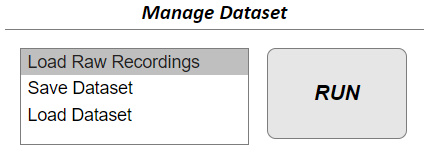 Manage Dataset
Load Raw Recordings
Save Dataset
Load Dataset
RUN